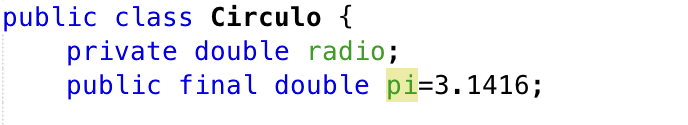 public class Circulo {
    private double radio;
    public final double pi=3.1416;